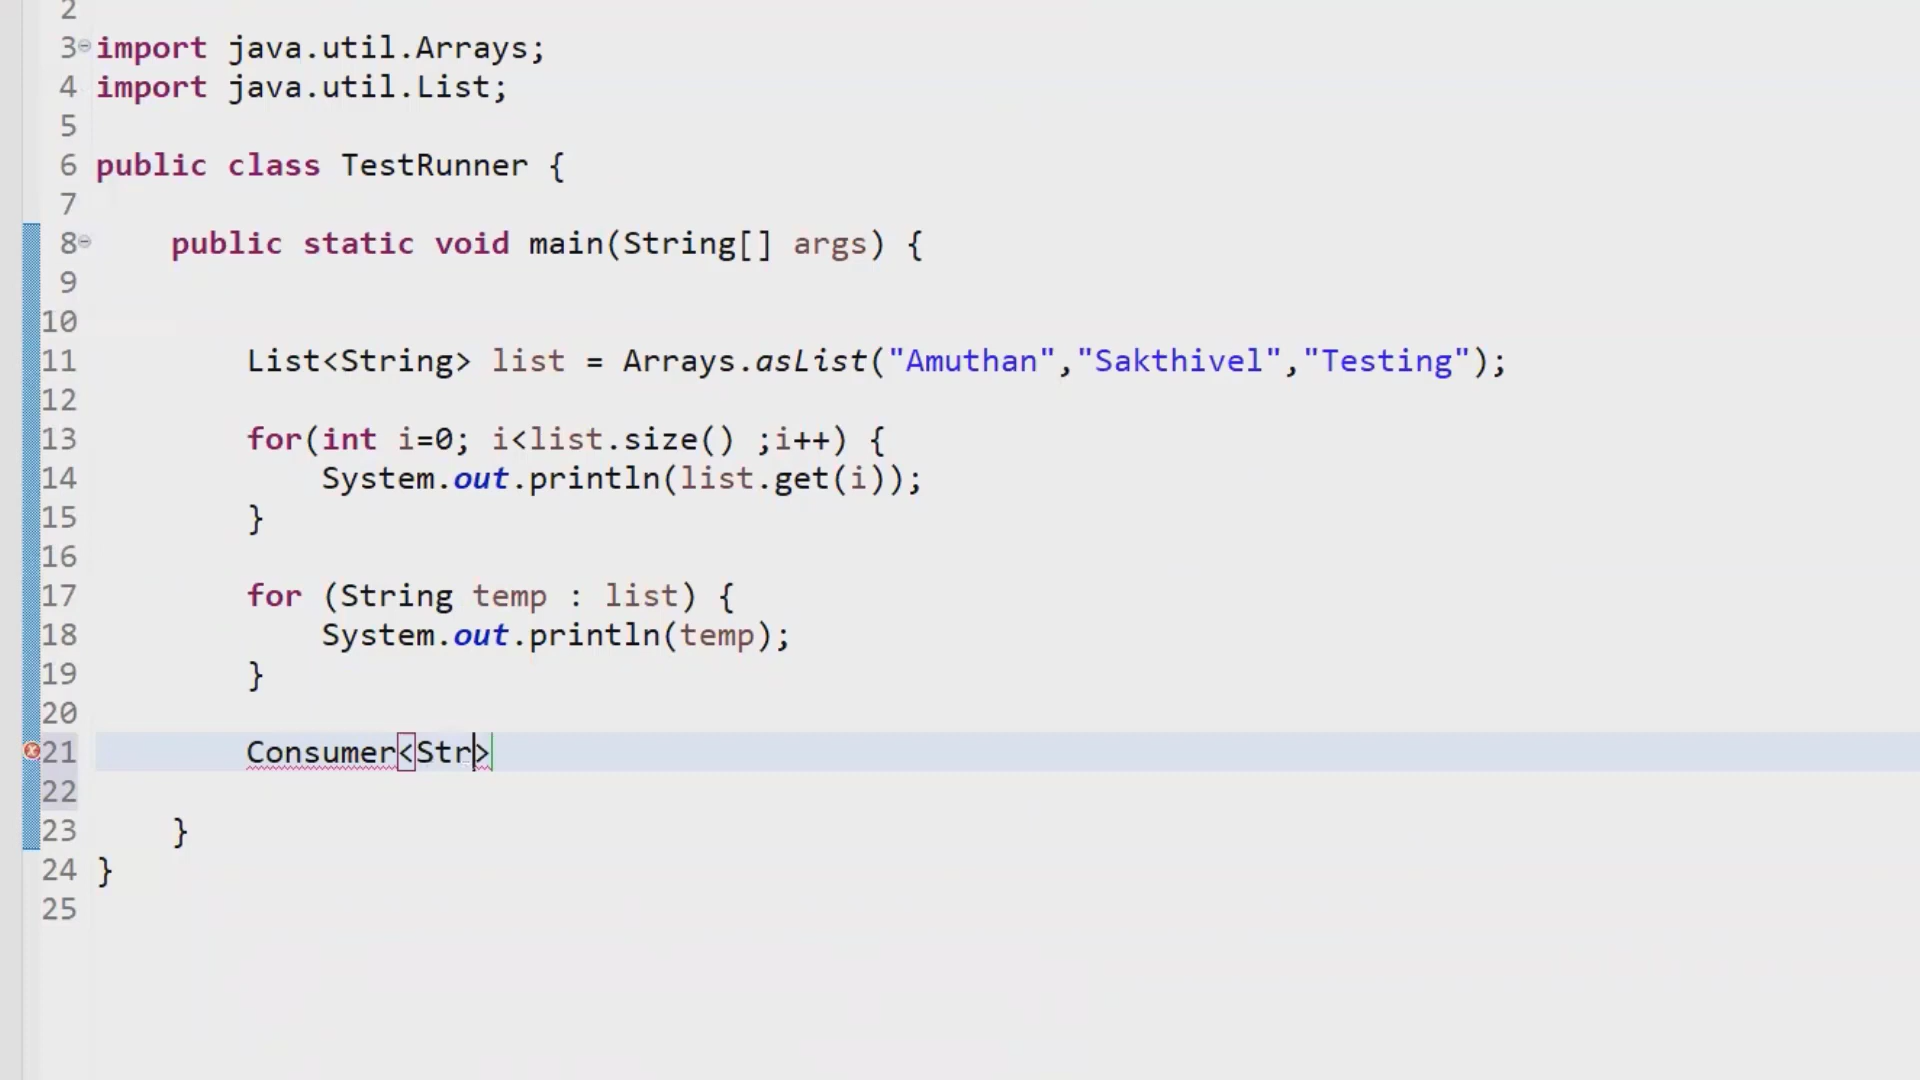 2
3 import java.util.Arrays;
4 import java.util.List;
5
6 public class TestRunner {
7
8 public static void main(String[] args) {
9
10
11 List<String> list = Arrays.asList("Amuthan","Sakthivel","Testing");
12
13 for(int i=0; i<list.size() ;i++) {
14 System.out.println(list.get(i));
15 }
16
17 for (String temp : list) {
18 System.out.println(temp);
19 }
20
21 Consumer<Str>
22
23 }
24 }
25